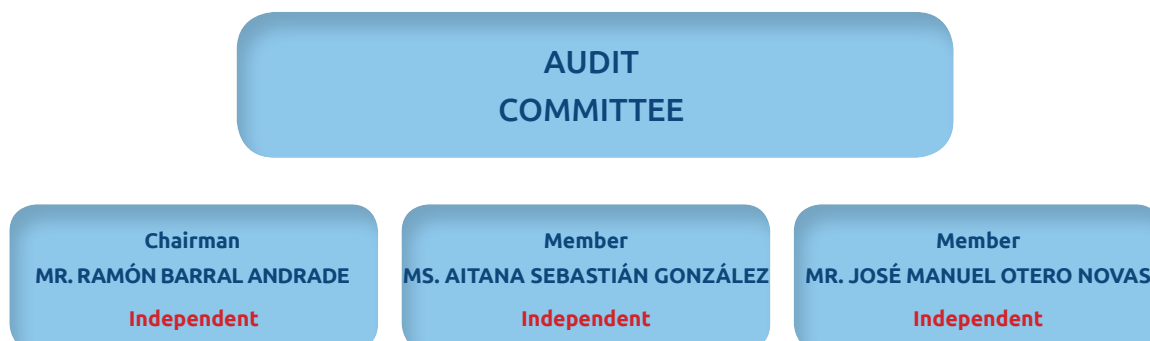 AUDIT
COMMITTEE
Chairman
MR. RAMÓN BARRAL ANDRADE
Independent
Member
MS. AITANA SEBASTIÁN GONZÁLEZ
Independent
Member
MR. JOSÉ MANUEL OTERO NOVAS
Independent